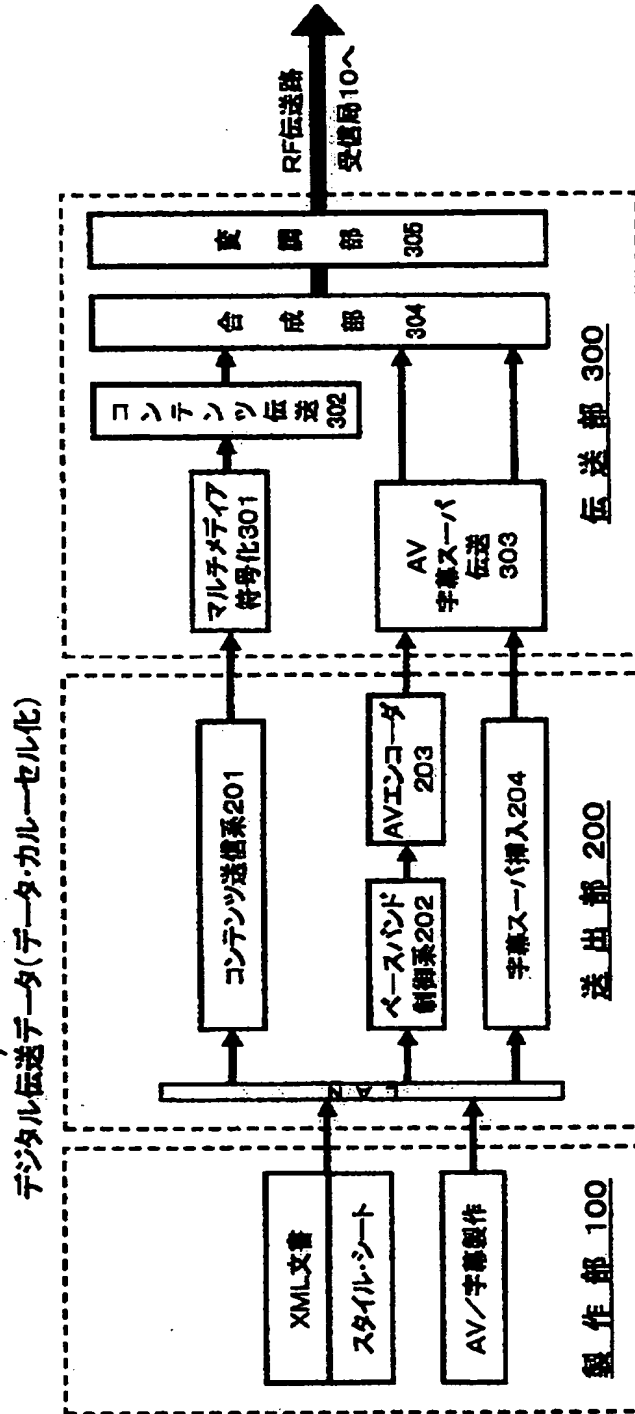 デジタル伝送データ(データ・カルーセル化)
XML文書
スタイル・シート
AV／字幕製作
製 作 部 100
LAN
コンテンツ送信系201
ベースバンド
制御系202
AVエンコーダ
203
字幕スーパ挿入204
送 出 部 200
マルチメディア
符号化301
コンテンツ伝送
302
AV
字幕スーパ
伝送
303
合 成 部
304
変 調 部
305
伝 送 部 300
RF伝送路
受信局10へ